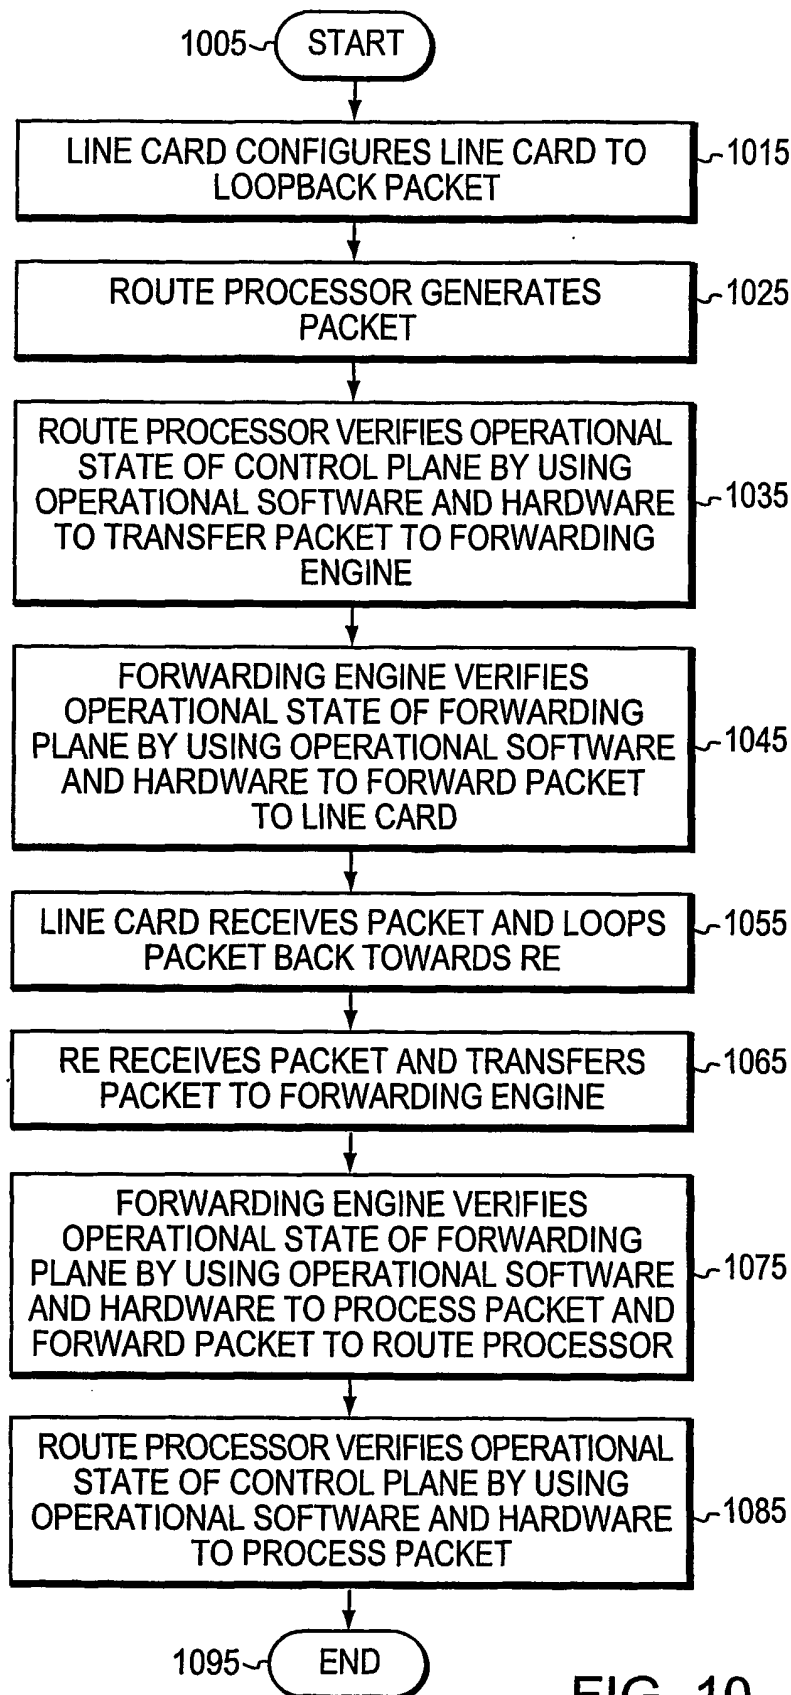 1005 START
LINE CARD CONFIGURES LINE CARD TO
LOOPBACK PACKET
1015
ROUTE PROCESSOR GENERATES
PACKET
1025
ROUTE PROCESSOR VERIFIES OPERATIONAL
STATE OF CONTROL PLANE BY USING
OPERATIONAL SOFTWARE AND HARDWARE
TO TRANSFER PACKET TO FORWARDING
ENGINE
1035
FORWARDING ENGINE VERIFIES
OPERATIONAL STATE OF FORWARDING
PLANE BY USING OPERATIONAL SOFTWARE
AND HARDWARE TO FORWARD PACKET
TO LINE CARD
1045
LINE CARD RECEIVES PACKET AND LOOPS
PACKET BACK TOWARDS RE
1055
RE RECEIVES PACKET AND TRANSFERS
PACKET TO FORWARDING ENGINE
1065
FORWARDING ENGINE VERIFIES
OPERATIONAL STATE OF FORWARDING
PLANE BY USING OPERATIONAL SOFTWARE
AND HARDWARE TO PROCESS PACKET AND
FORWARD PACKET TO ROUTE PROCESSOR
1075
ROUTE PROCESSOR VERIFIES OPERATIONAL
STATE OF CONTROL PLANE BY USING
OPERATIONAL SOFTWARE AND HARDWARE
TO PROCESS PACKET
1085
1095 END
FIG. 10